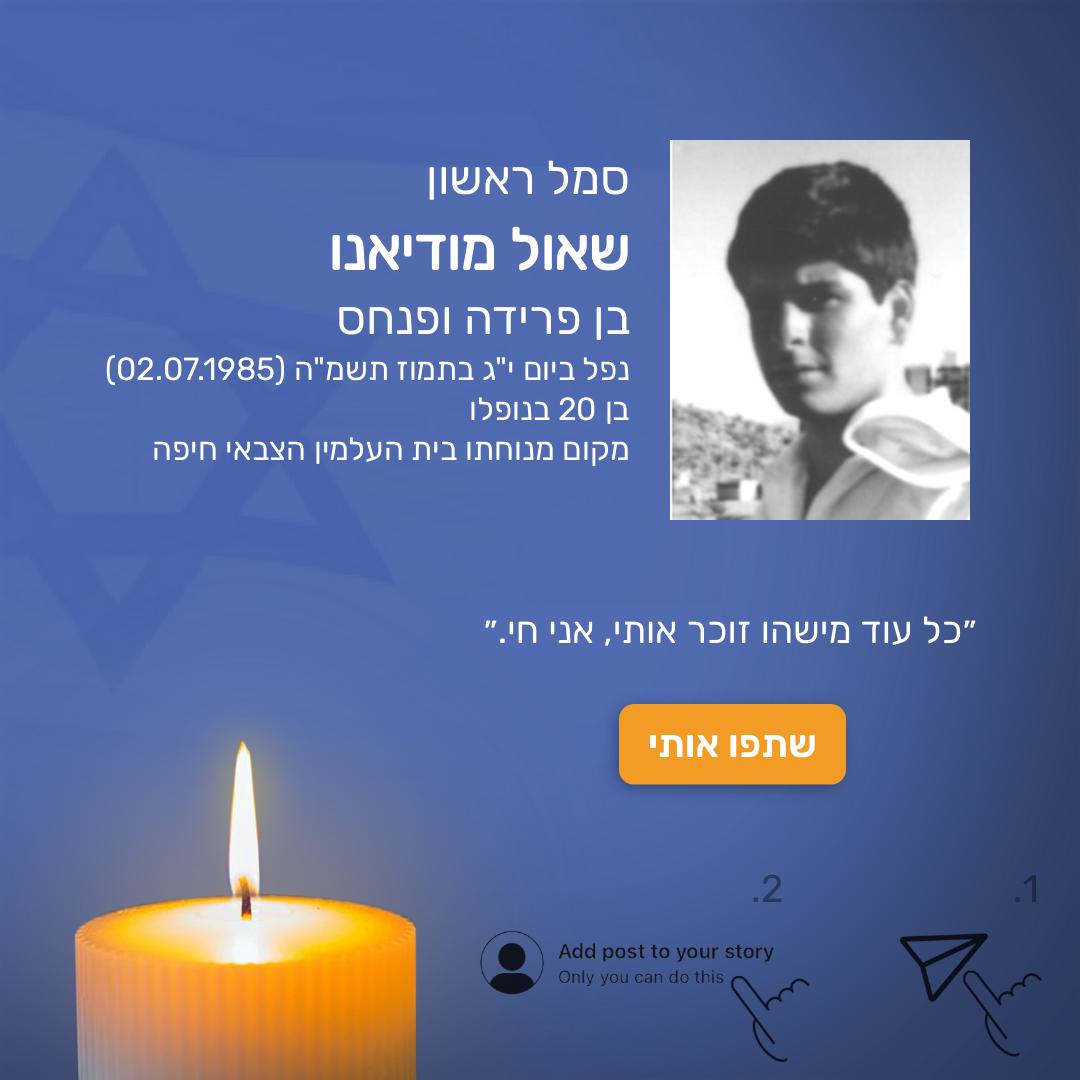 סמל ראשון
שאול מודיאנו
בן פרידה ופנחס
נפל ביום י"ג בתמוז תשמ"ה (02.07.1985)
בן 20 בנופלו
מקום מנוחתו בית העלמין הצבאי חיפה
״כל עוד מישהו זוכר אותי, אני חי.״
שתפו אותי
.1
.2
Add post to your story
Only you can do this